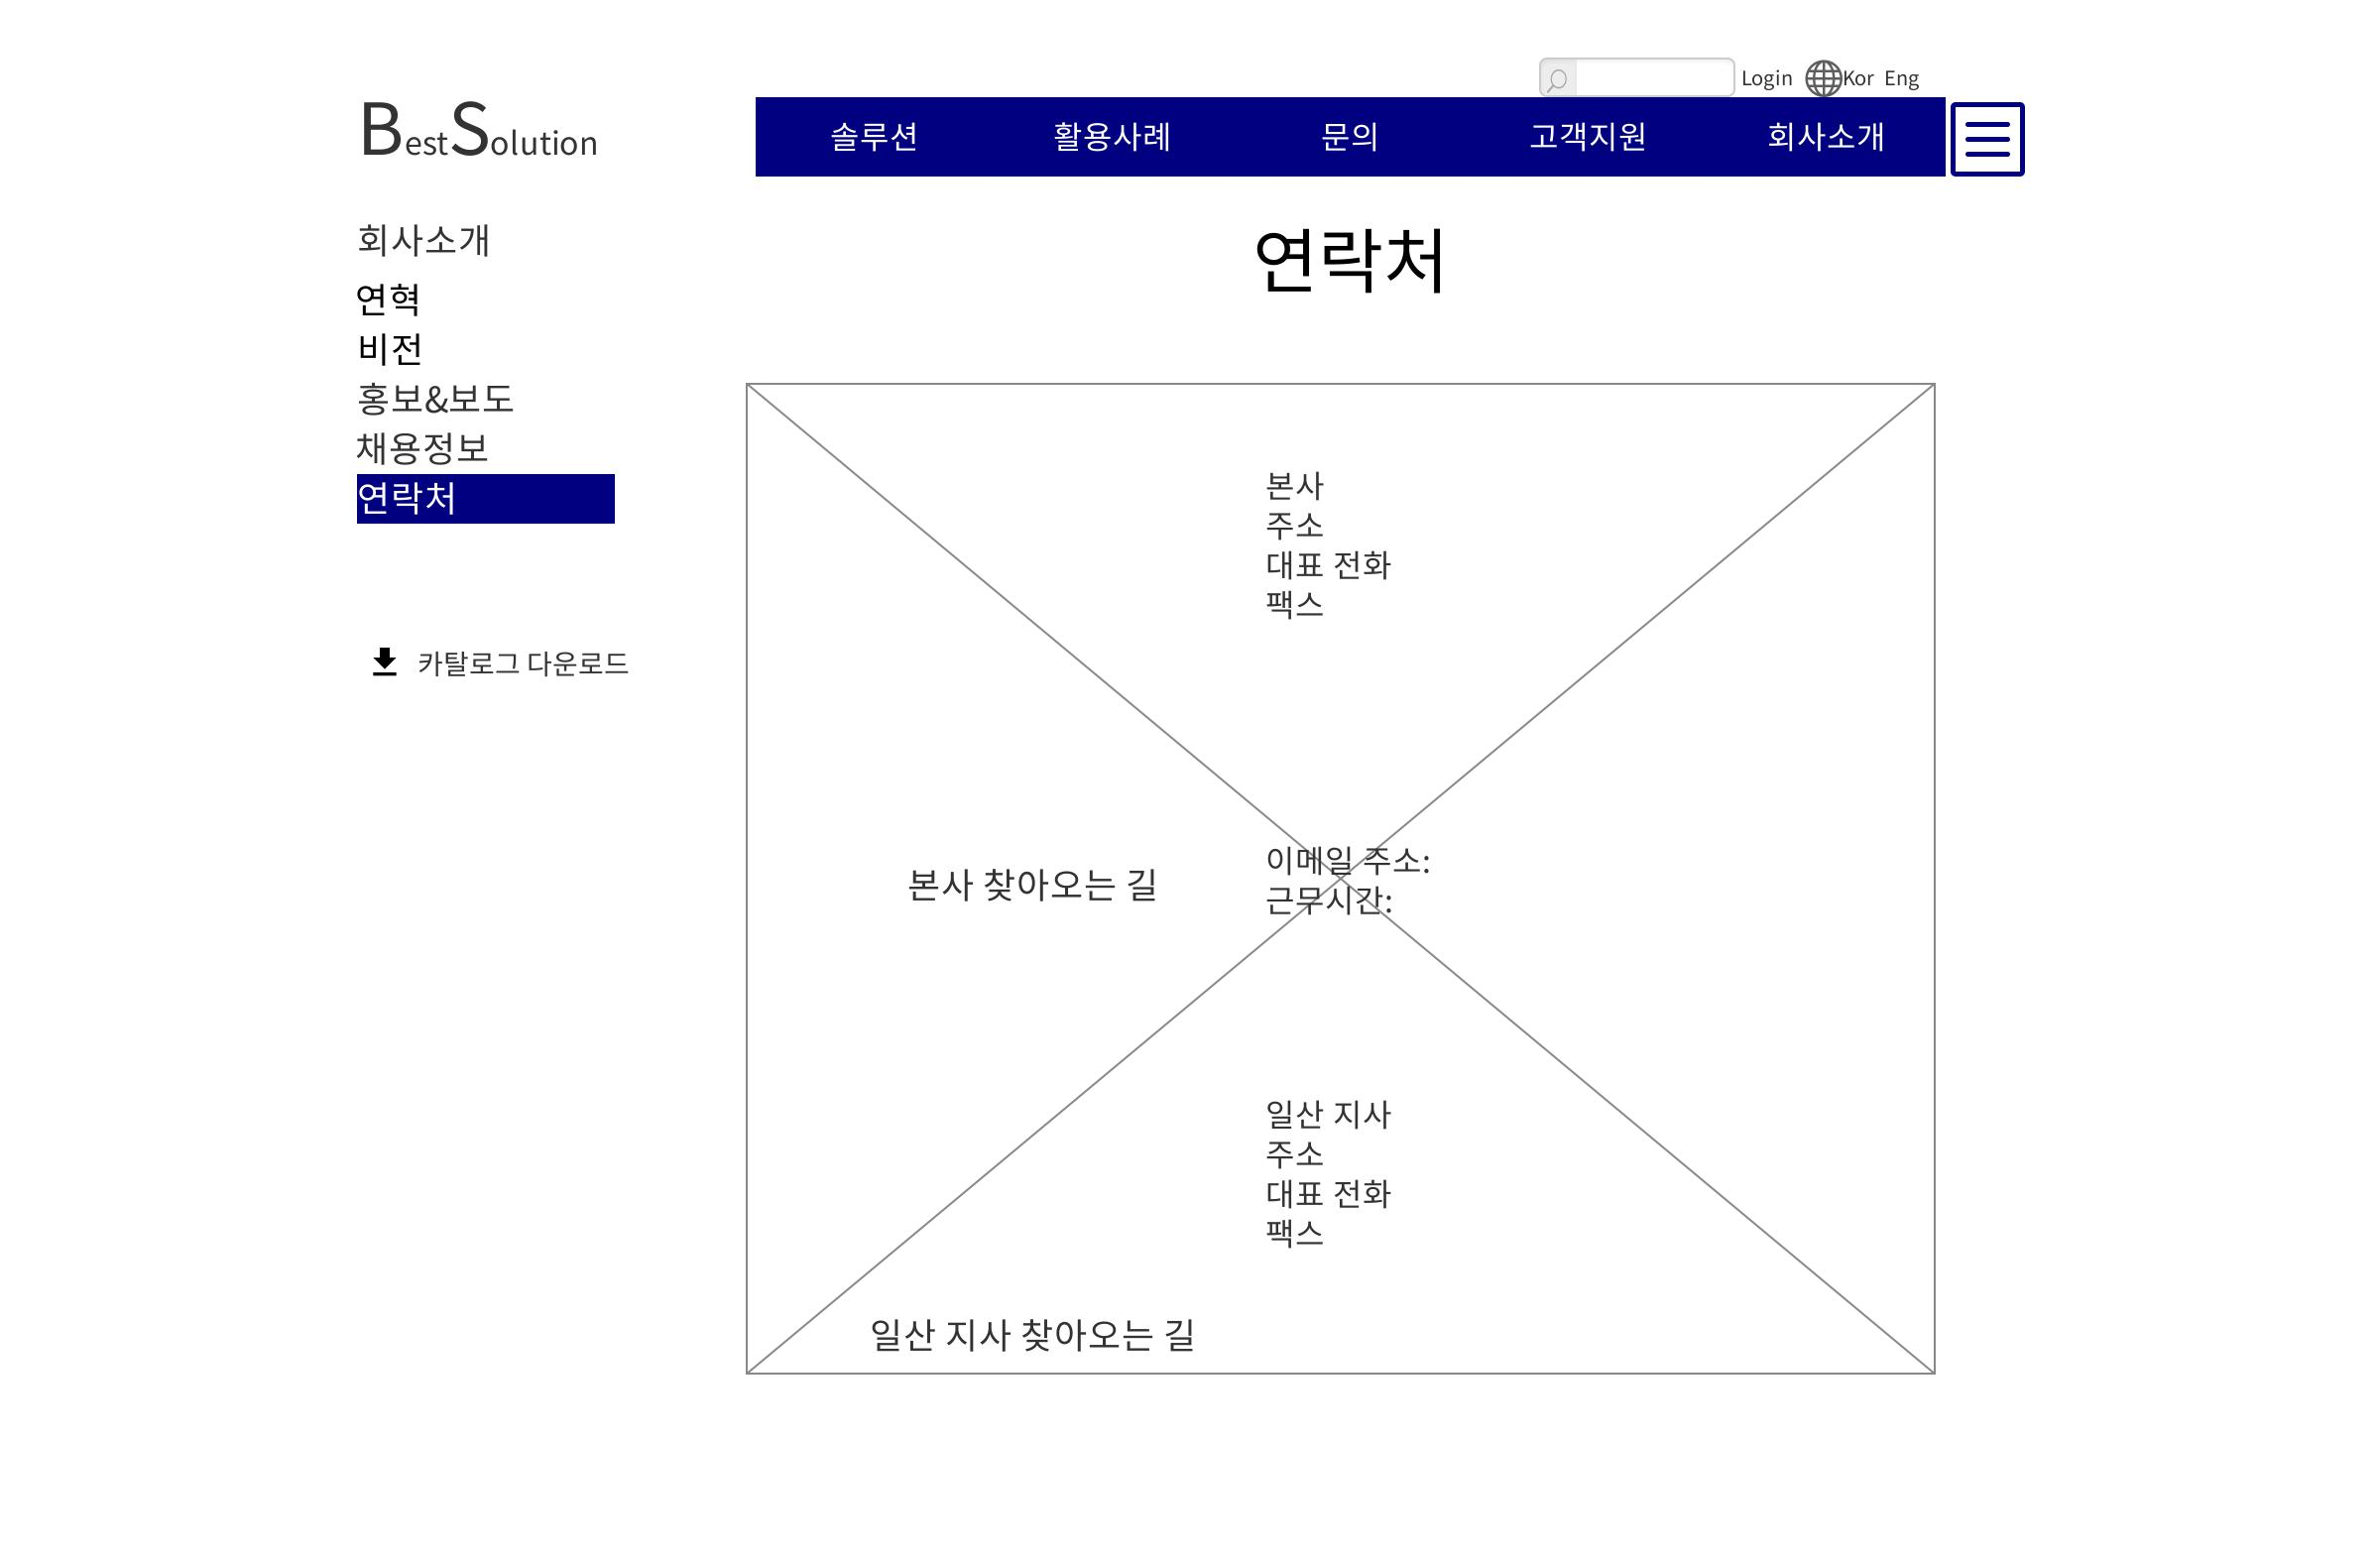 Login Kor Eng
BestSolution
솔루션 활용사례 문의 고객지원 회사소개
회사소개
연혁
비전
홍보&보도
채용정보
연락처
카탈로그 다운로드
연락처
본사
주소
대표 전화
팩스
이메일 주소:
근무시간:
본사 찾아오는 길
일산 지사
주소
대표 전화
팩스
일산 지사 찾아오는 길